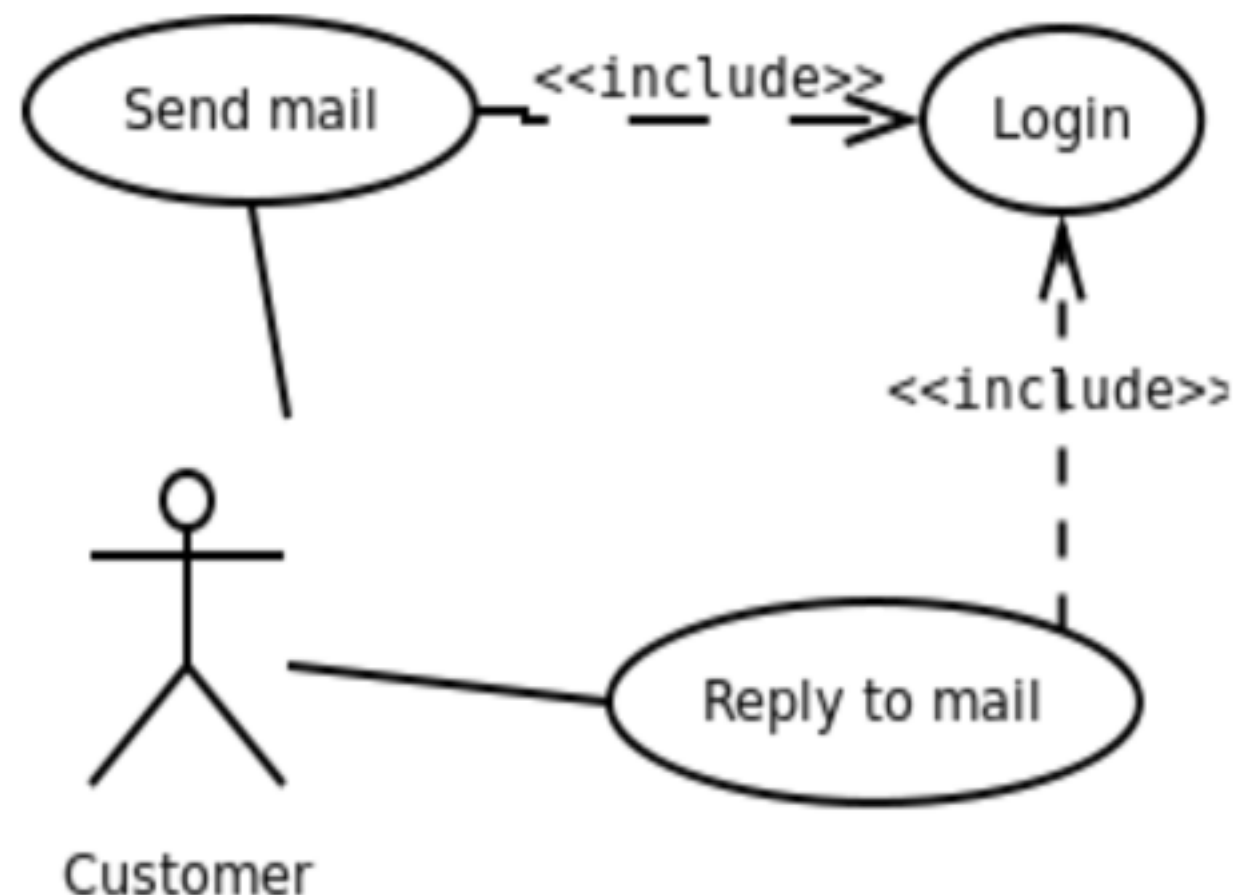 Send mail
<<include>>
Login
<<include>>
Reply to mail
Customer